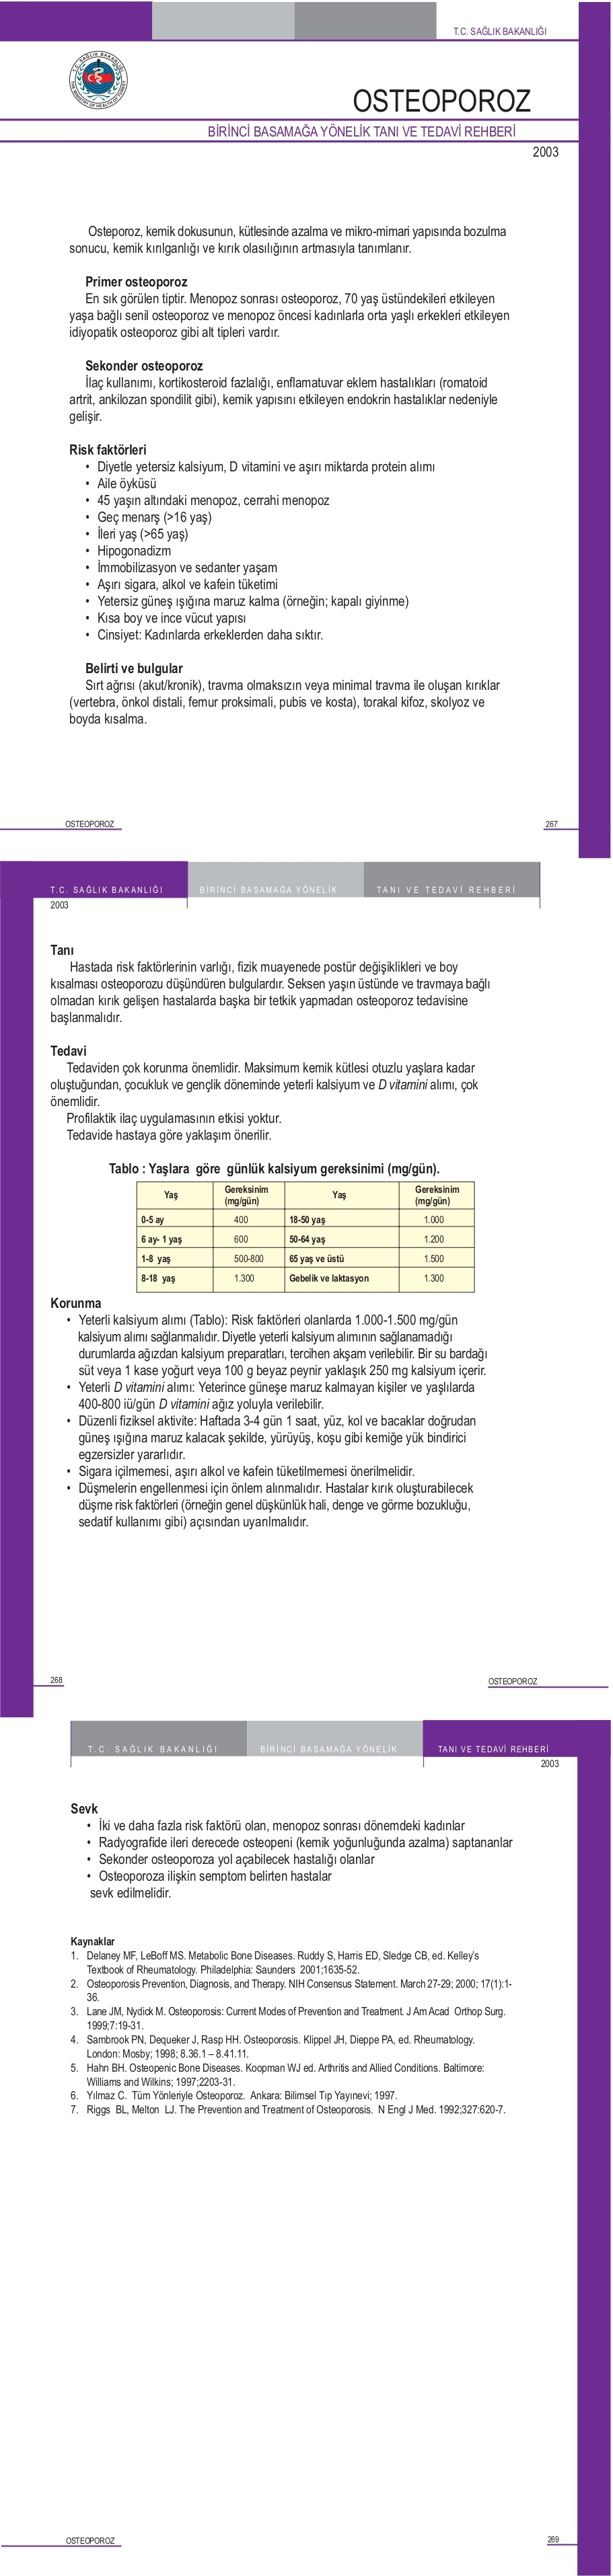 T.C. SAĞLIK BAKANLIĞI
T.C. SAĞLIK BAKANLIĞI
THE MINISTRY OF HEALTH OF TURKEY
OSTEOPOROZ
BİRİNCİ BASAMAĞA YÖNELİK TANI VE TEDAVİ REHBERİ
2003
Osteporoz, kemik dokusunun, kütlesinde azalma ve mikro-mimari yapısında bozulma
sonucu, kemik kırılganlığı ve kırık olasılığının artmasıyla tanımlanır.
Primer osteoporoz
En sık görülen tiptir. Menopoz sonrası osteoporoz, 70 yaş üstündekileri etkileyen
yaşa bağlı senil osteoporoz ve menopoz öncesi kadınlarla orta yaşlı erkekleri etkileyen
idiyopatik osteoporoz gibi alt tipleri vardır.
Sekonder osteoporoz
İlaç kullanımı, kortikosteroid fazlalığı, enflamatuvar eklem hastalıkları (romatoid
artrit, ankilozan spondilit gibi), kemik yapısını etkileyen endokrin hastalıklar nedeniyle
gelişir.
Risk faktörleri
• Diyetle yetersiz kalsiyum, D vitamini ve aşırı miktarda protein alımı
• Aile öyküsü
• 45 yaşın altındaki menopoz, cerrahi menopoz
• Geç menarş (>16 yaş)
• İleri yaş (>65 yaş)
• Hipogonadizm
• İmmobilizasyon ve sedanter yaşam
• Aşırı sigara, alkol ve kafein tüketimi
• Yetersiz güneş ışığına maruz kalma (örneğin; kapalı giyinme)
• Kısa boy ve ince vücut yapısı
• Cinsiyet: Kadınlarda erkeklerden daha sıktır.
Belirti ve bulgular
Sırt ağrısı (akut/kronik), travma olmaksızın veya minimal travma ile oluşan kırıklar
(vertebra, önkol distali, femur proksimali, pubis ve kosta), torakal kifoz, skolyoz ve
boyda kısalma.
OSTEOPOROZ
267
T.C. SAĞLIK BAKANLIĞI BİRİNCİ BASAMAĞA YÖNELİK TANI VE TEDAVİ REHBERİ
2003
Tanı
Hastada risk faktörlerinin varlığı, fizik muayenede postür değişiklikleri ve boy
kısalması osteoporozu düşündüren bulgulardır. Seksen yaşın üstünde ve travmaya bağlı
olmadan kırık gelişen hastalarda başka bir tetkik yapmadan osteoporoz tedavisine
başlanmalıdır.
Tedavi
Tedaviden çok korunma önemlidir. Maksimum kemik kütlesi otuzlu yaşlara kadar
oluştuğundan, çocukluk ve gençlik döneminde yeterli kalsiyum ve D vitamini alımı, çok
önemlidir.
Profilaktik ilaç uygulamasının etkisi yoktur.
Tedavide hastaya göre yaklaşım önerilir.
Tablo : Yaşlara göre günlük kalsiyum gereksinimi (mg/gün).
Yaş Gereksinim (mg/gün) Yaş Gereksinim (mg/gün)
0-5 ay 400 18-50 yaş 1.000
6 ay- 1 yaş 600 50-64 yaş 1.200
1-8 yaş 500-800 65 yaş ve üstü 1.500
8-18 yaş 1.300 Gebelik ve laktasyon 1.300
Korunma
• Yeterli kalsiyum alımı (Tablo): Risk faktörleri olanlarda 1.000-1.500 mg/gün
kalsiyum alımı sağlanmalıdır. Diyetle yeterli kalsiyum alımının sağlanamadığı
durumlarda ağızdan kalsiyum preparatları, tercihen akşam verilebilir. Bir su bardağı
süt veya 1 kase yoğurt veya 100 g beyaz peynir yaklaşık 250 mg kalsiyum içerir.
• Yeterli D vitamini alımı: Yeterince güneşe maruz kalmayan kişiler ve yaşlılarda
400-800 iü/gün D vitamini ağız yoluyla verilebilir.
• Düzenli fiziksel aktivite: Haftada 3-4 gün 1 saat, yüz, kol ve bacaklar doğrudan
güneş ışığına maruz kalacak şekilde, yürüyüş, koşu gibi kemiğe yük bindirici
egzersizler yararlıdır.
• Sigara içilmemesi, aşırı alkol ve kafein tüketilmemesi önerilmelidir.
• Düşmelerin engellenmesi için önlem alınmalıdır. Hastalar kırık oluşturabilecek
düşme risk faktörleri (örneğin genel düşkünlük hali, denge ve görme bozukluğu,
sedatif kullanımı gibi) açısından uyarılmalıdır.
268
OSTEOPOROZ
T.C. SAĞLIK BAKANLIĞI BİRİNCİ BASAMAĞA YÖNELİK TANI VE TEDAVİ REHBERİ
2003
Sevk
• İki ve daha fazla risk faktörü olan, menopoz sonrası dönemdeki kadınlar
• Radyografide ileri derecede osteopeni (kemik yoğunluğunda azalma) saptananlar
• Sekonder osteoporoza yol açabilecek hastalığı olanlar
• Osteoporoza ilişkin semptom belirten hastalar
sevk edilmelidir.
Kaynaklar
1. Delaney MF, LeBoff MS. Metabolic Bone Diseases. Ruddy S, Harris ED, Sledge CB, ed. Kelley's
Textbook of Rheumatology. Philadelphia: Saunders 2001;1635-52.
2. Osteoporosis Prevention, Diagnosis, and Therapy. NIH Consensus Statement. March 27-29; 2000; 17(1):1-
36.
3. Lane JM, Nydick M. Osteoporosis: Current Modes of Prevention and Treatment. J Am Acad Orthop Surg.
1999;7:19-31.
4. Sambrook PN, Dequeker J, Rasp HH. Osteoporosis. Klippel JH, Dieppe PA, ed. Rheumatology.
London: Mosby; 1998; 8.36.1 – 8.41.11.
5. Hahn BH. Osteopenic Bone Diseases. Koopman WJ ed. Arthritis and Allied Conditions. Baltimore:
Williams and Wilkins; 1997;2203-31.
6. Yılmaz C. Tüm Yönleriyle Osteoporoz. Ankara: Bilimsel Tıp Yayınevi; 1997.
7. Riggs BL, Melton LJ. The Prevention and Treatment of Osteoporosis. N Engl J Med. 1992;327:620-7.
OSTEOPOROZ
269